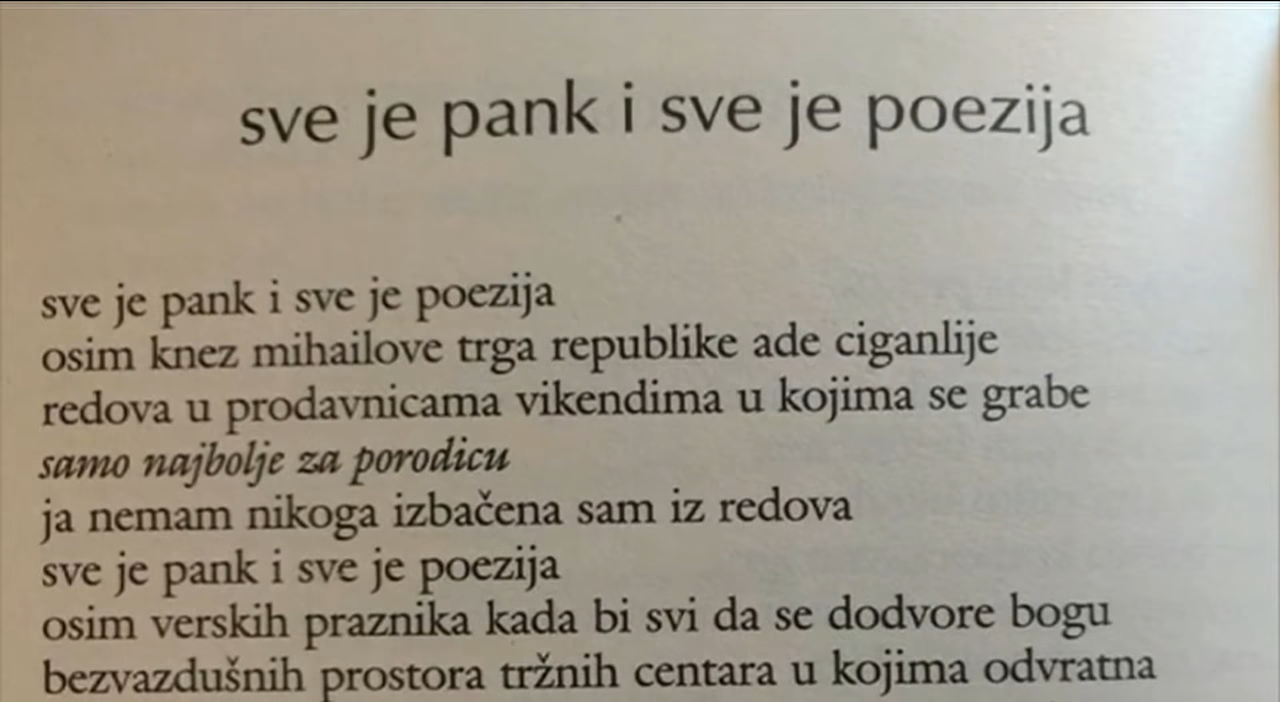 sve je pank i sve je poezija
sve je pank i sve je poezija
osim knez mihailove trga republike ade ciganlije
redova u prodavnicama vikendima u kojima se grabe
samo najbolje za porodicu
ja nemam nikoga izbačena sam iz redova
sve je pank i sve je poezija
osim verskih praznika kada bi svi da se dodvore bogu
bezvazdušnih prostora tržnih centara u kojima odvratna